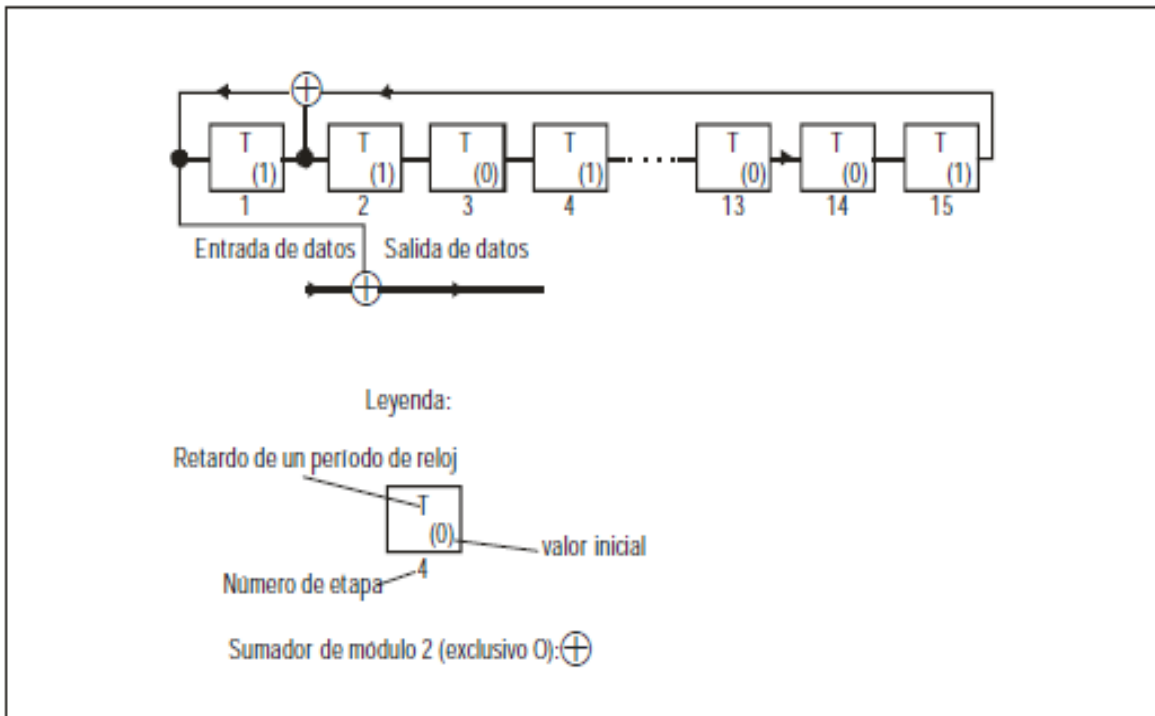 T T T T T T T
(1) (1) (0) (1) (0) (0) (1)
1 2 3 4 13 14 15
Entrada de datos Salida de datos
Leyenda:
Retardo de un período de reloj
T
(0)
valor inicial
Número de etapa 4
Sumador de módulo 2 (exclusivo O):